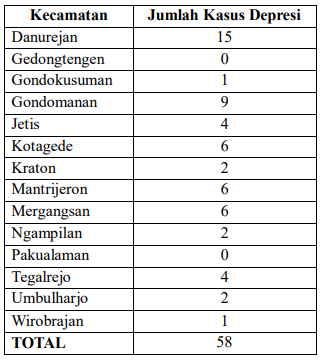 Kecamatan Jumlah Kasus Depresi
Danurejan 15
Gedongtengen 0
Gondokusuman 1
Gondomanan 9
Jetis 4
Kotagede 6
Kraton 2
Mantrijeron 6
Mergangsan 6
Ngampilan 2
Pakualaman 0
Tegalrejo 4
Umbulharjo 2
Wirobrajan 1
TOTAL 58